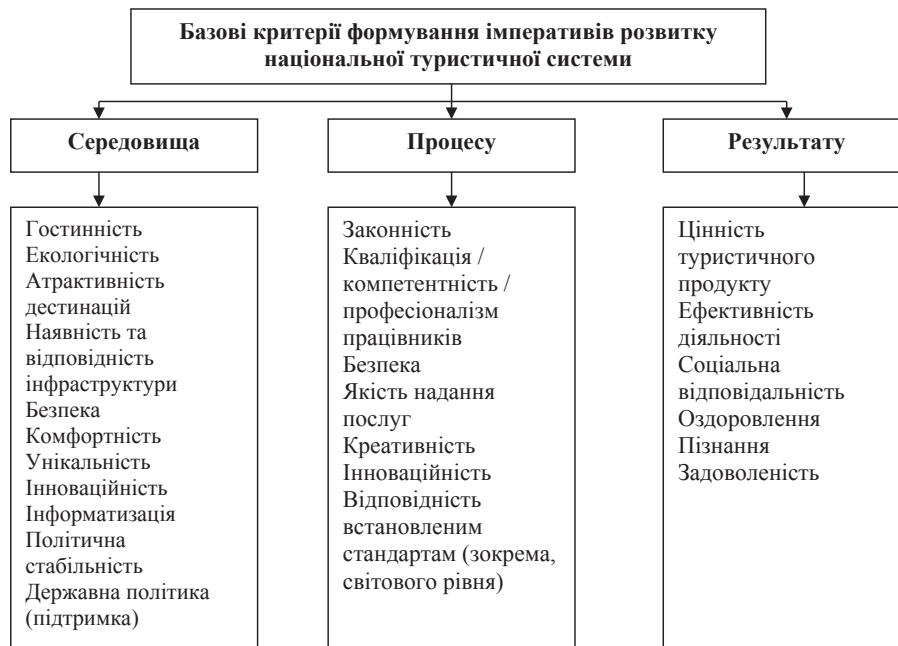 Базові критерії формування імперативів розвитку
національної туристичної системи
Середовища
Процесу
Результату
Гостинність
Екологічність
Атрактивність
дестинацій
Наявність та
відповідність
інфраструктури
Безпека
Комфортність
Унікальність
Інноваційність
Інформатизація
Політична
стабільність
Державна політика
(підтримка)
Законність
Кваліфікація /
компетентність /
професіоналізм
працівників
Безпека
Якість надання
послуг
Креативність
Інноваційність
Відповідність
встановленим
стандартам (зокрема,
світового рівня)
Цінність
туристичного
продукту
Ефективність
діяльності
Соціальна
відповідальність
Оздоровлення
Пізнання
Задоволеність